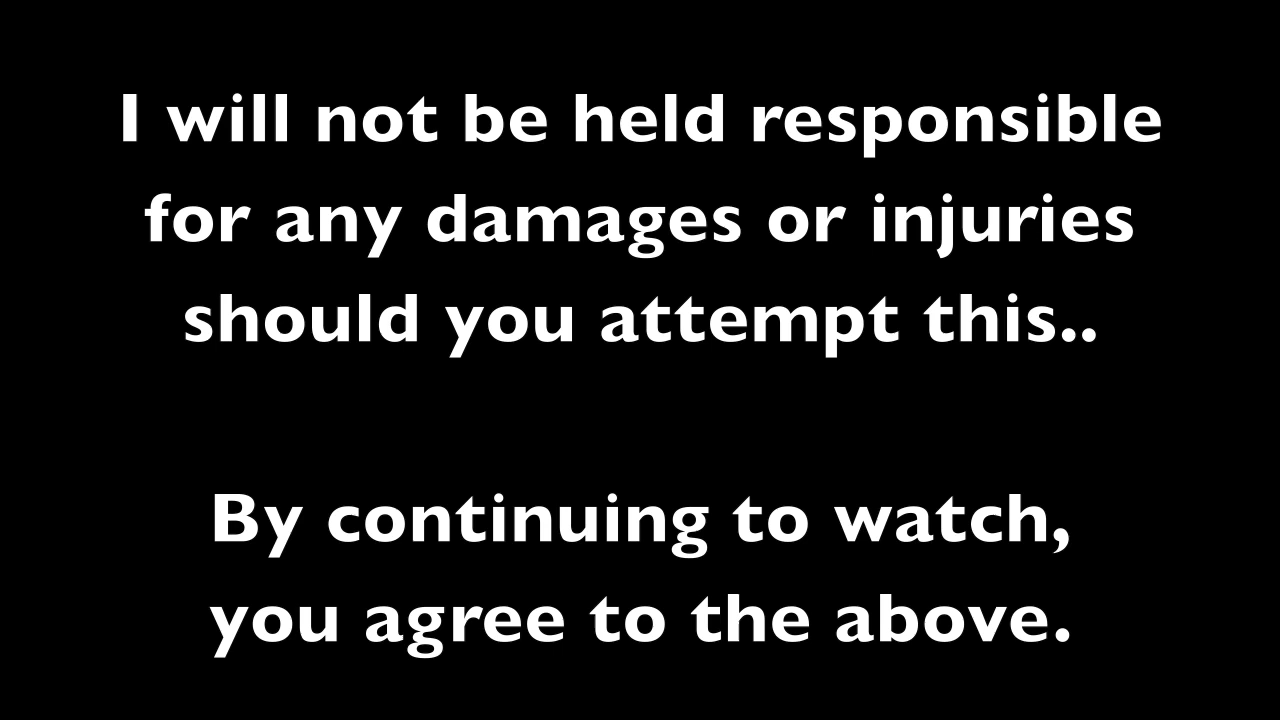 I will not be held responsible
for any damages or injuries
should you attempt this..
By continuing to watch,
you agree to the above.